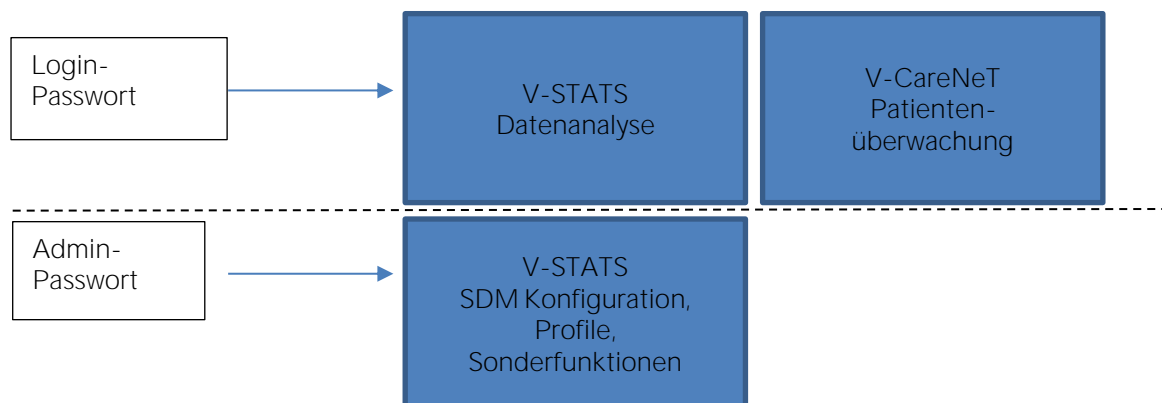 Login-
Passwort
V-STATS
Datenanalyse
V-CareNeT
Patienten-
überwachung
Admin-
Passwort
V-STATS
SDM Konfiguration,
Profile,
Sonderfunktionen